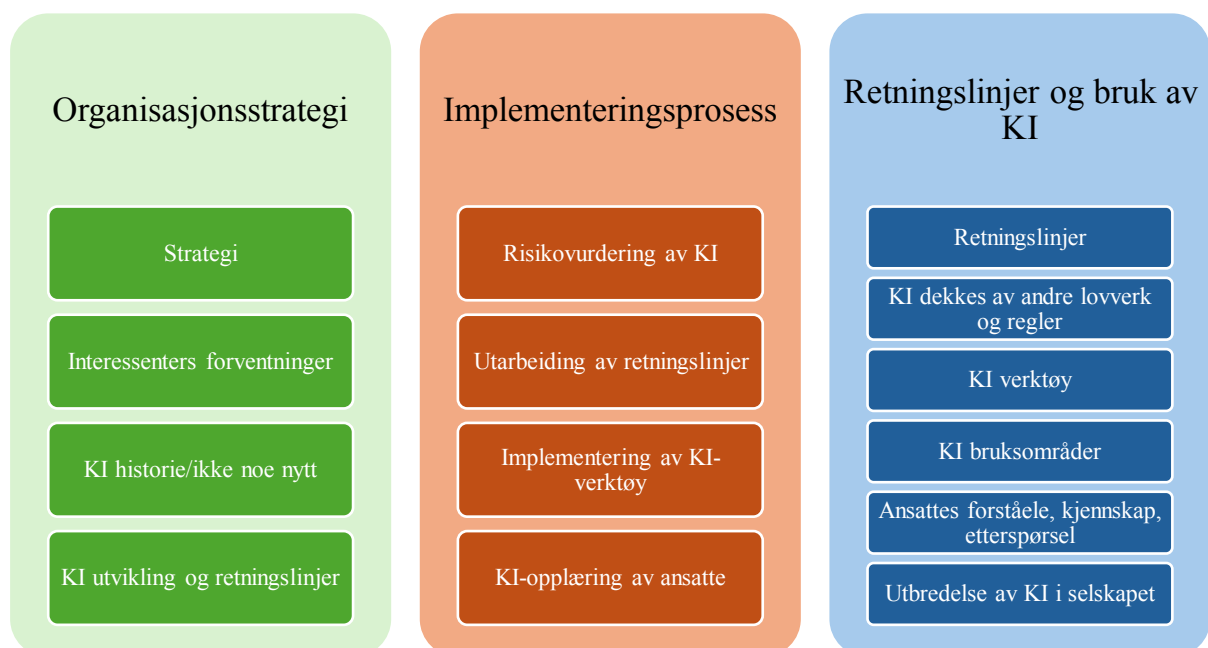 Organisasjonsstrategi
Strategi
Interessenters forventninger
KI historie/ikke noe nytt
KI utvikling og retningslinjer
Implementeringsprosess
Risikovurdering av KI
Utarbeiding av retningslinjer
Implementering av KI-
verktøy
KI-opplæring av ansatte
Retningslinjer og bruk av
KI
Retningslinjer
KI dekkes av andre lovverk
og regler
KI verktøy
KI bruksområder
Ansattes forståele, kjennskap,
etterspørsel
Utbredelse av KI i selskapet